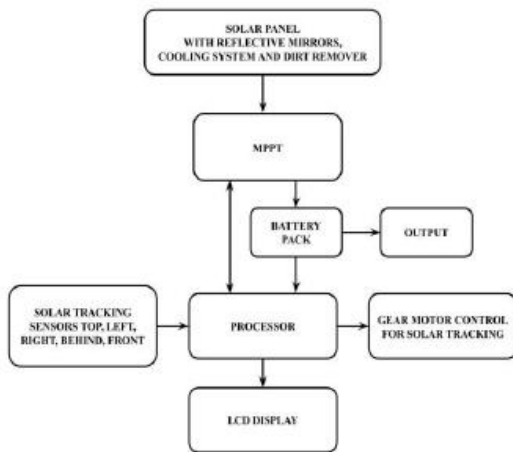 SOLAR PANEL
WITH REFLECTIVE MIRRORS,
COOLING SYSTEM AND DIRT REMOVER
MPPT
BATTERY
PACK
OUTPUT
SOLAR TRACKING
SENSORS TOP, LEFT,
RIGHT, BEHIND, FRONT
PROCESSOR
GEAR MOTOR CONTROL
FOR SOLAR TRACKING
LCD DISPLAY